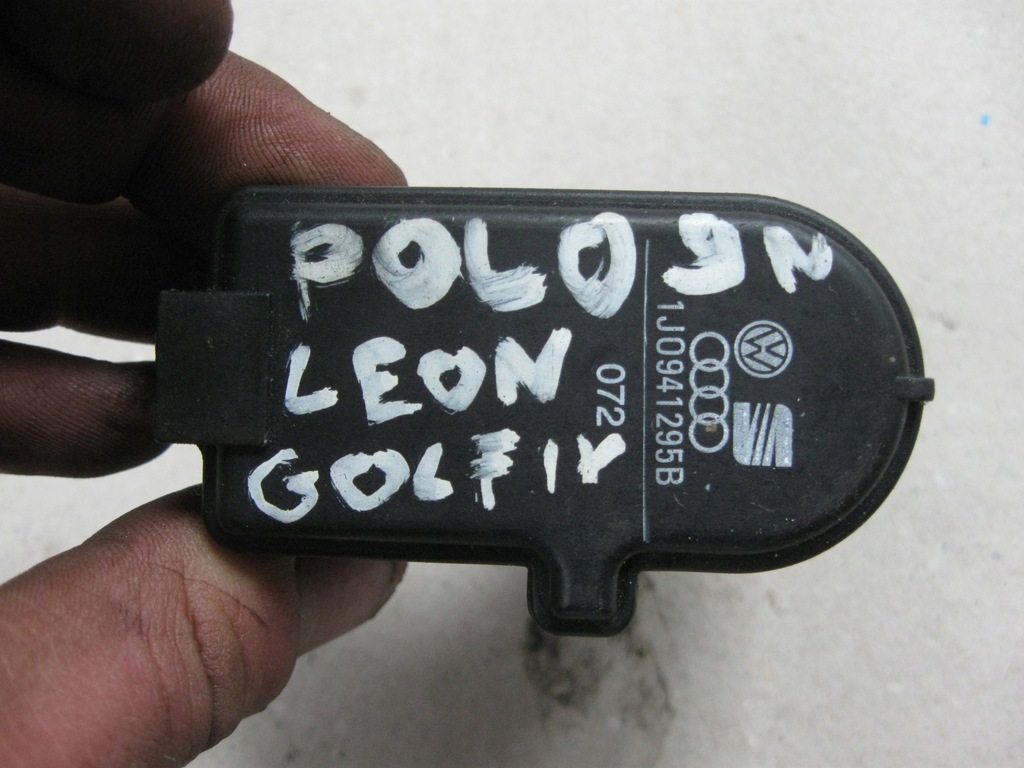 POLO 9N
LEON
GOLF IV
072
1J0941295B